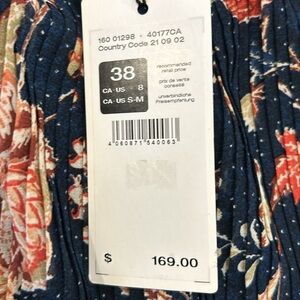 160 01298 - 40177CA
Country Code 21 09 02
38
CA·US · 8
CA·US S-M
recommended
retail price
prix de vente
conseillé
unverbindliche
Preisempfehlung
4 060871 540063
$ 169.00